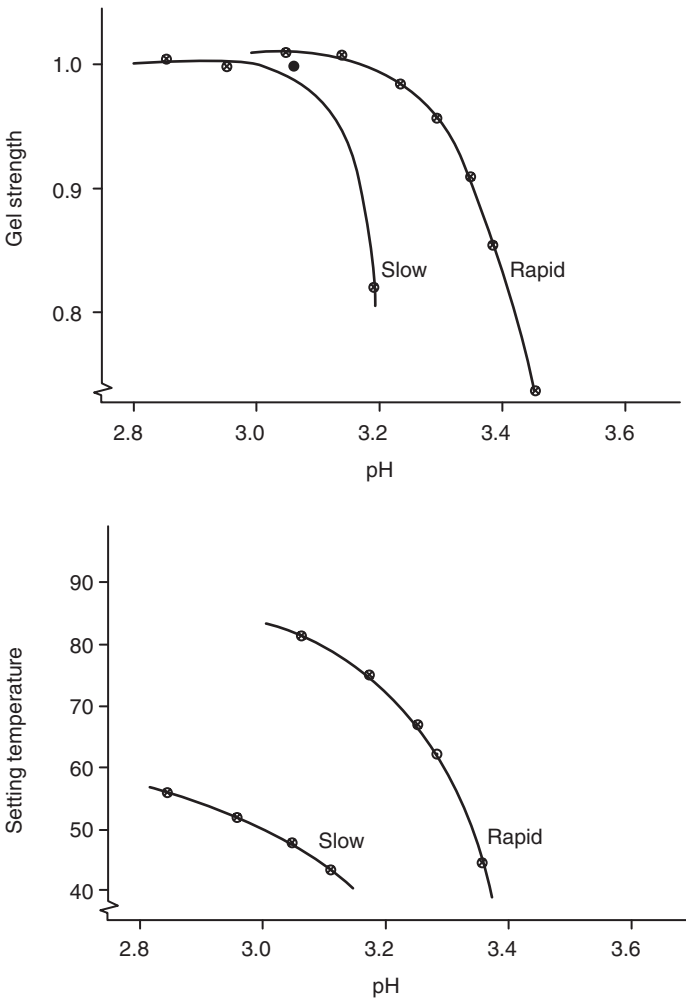 Gel strength
1.0
0.9
0.8
Slow
Rapid
2.8 3.0 3.2 3.4 3.6
pH
Setting temperature
90
80
70
60
50
40
Slow
Rapid
2.8 3.0 3.2 3.4 3.6
pH